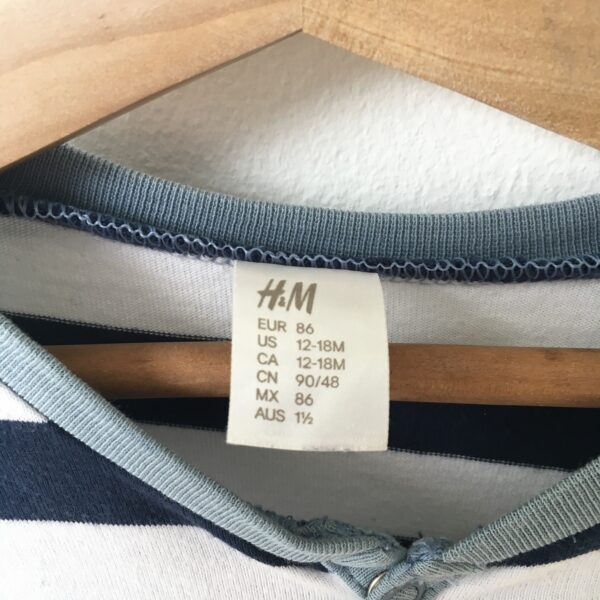 H&M
EUR 86
US 12-18M
CA 12-18M
CN 90/48
MX 86
AUS 1½